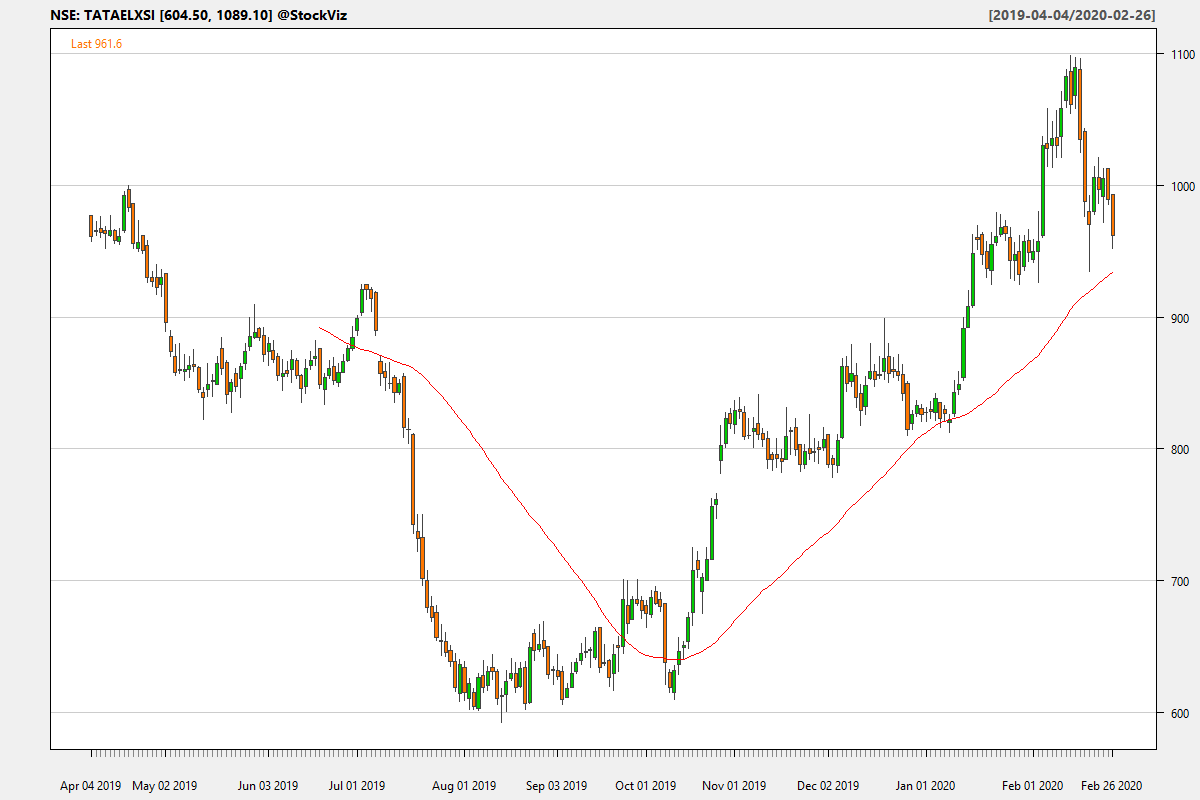 NSE: TATAELXSI [604.50, 1089.10] @StockViz
[2019-04-04/2020-02-26]
Last 961.6
1100
1000
900
800
700
600
Apr 04 2019 May 02 2019 Jun 03 2019 Jul 01 2019 Aug 01 2019 Sep 03 2019 Oct 01 2019 Nov 01 2019 Dec 02 2019 Jan 01 2020 Feb 01 2020 Feb 26 2020